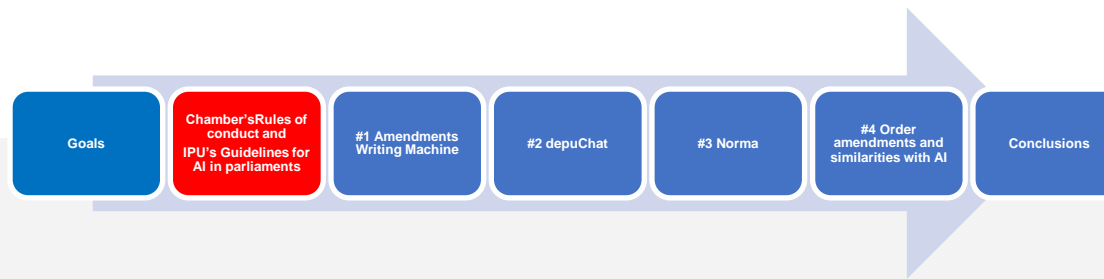 Goals
Chamber'sRules of
conduct and
IPU's Guidelines for
AI in parliaments
#1 Amendments
Writing Machine
#2 depuChat
#3 Norma
#4 Order
amendments and
similarities with AI
Conclusions